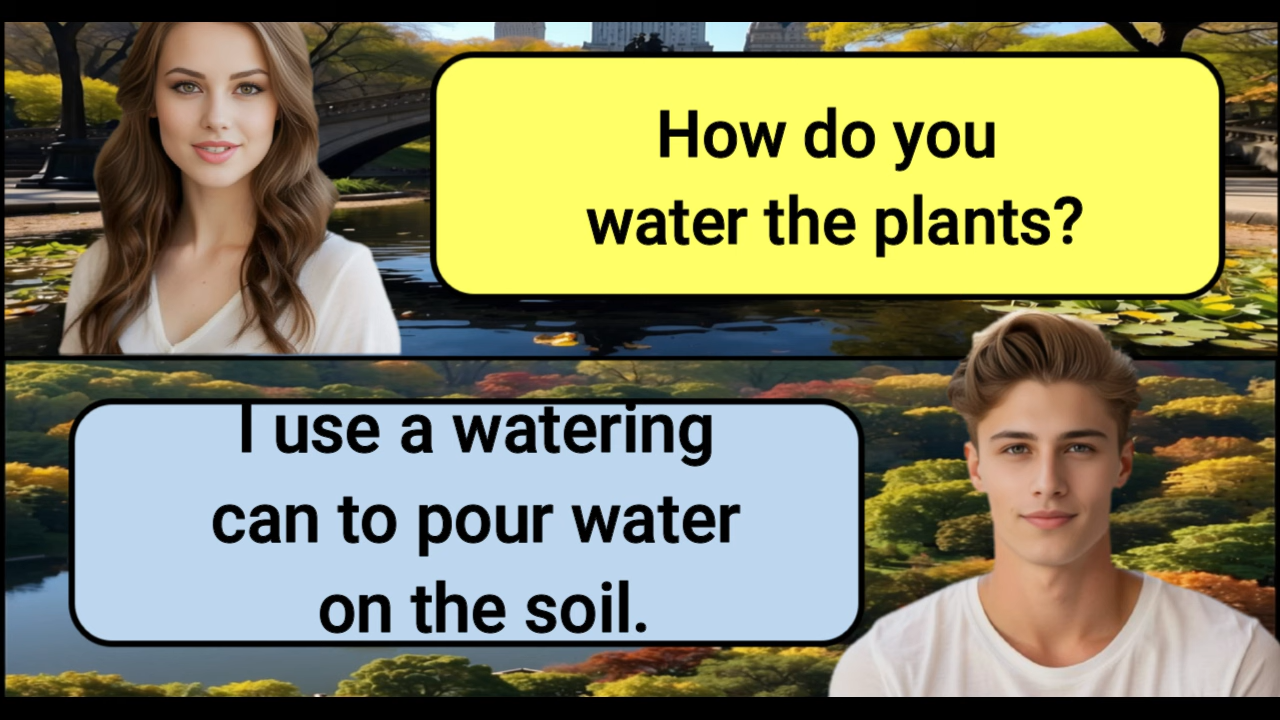 How do you
water the plants?
I use a watering
can to pour water
on the soil.